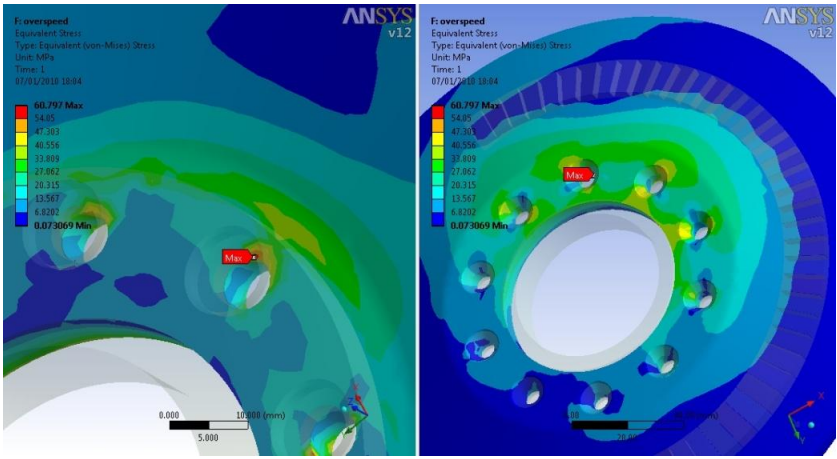 F: overspeed
Equivalent Stress
Type: Equivalent (von-Mises) Stress
Unit: MPa
Time: 1
07/01/2010 10:04
60.797 Max
54.05
47.303
40.556
33.809
27.062
20.315
13.567
6.8202
0.073069 Min
ANSYS
v12
Max
0.000
10.000 (mm)
5.000
Z
F: overspeed
Equivalent Stress
Type: Equivalent (von-Mises) Stress
Unit: MPa
Time: 1
07/01/2010 10:04
60.797 Max
54.05
47.303
40.556
33.809
27.062
20.315
13.567
6.8202
0.073069 Min
ANSYS
v12
Max
(mm)
X
Y